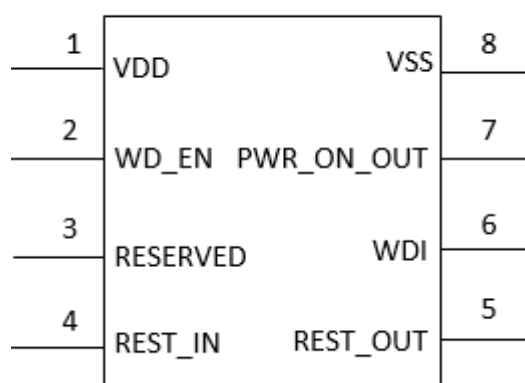 1 VDD VSS 8
2 WD_EN PWR_ON_OUT 7
3 RESERVED WDI 6
4 REST_IN REST_OUT 5